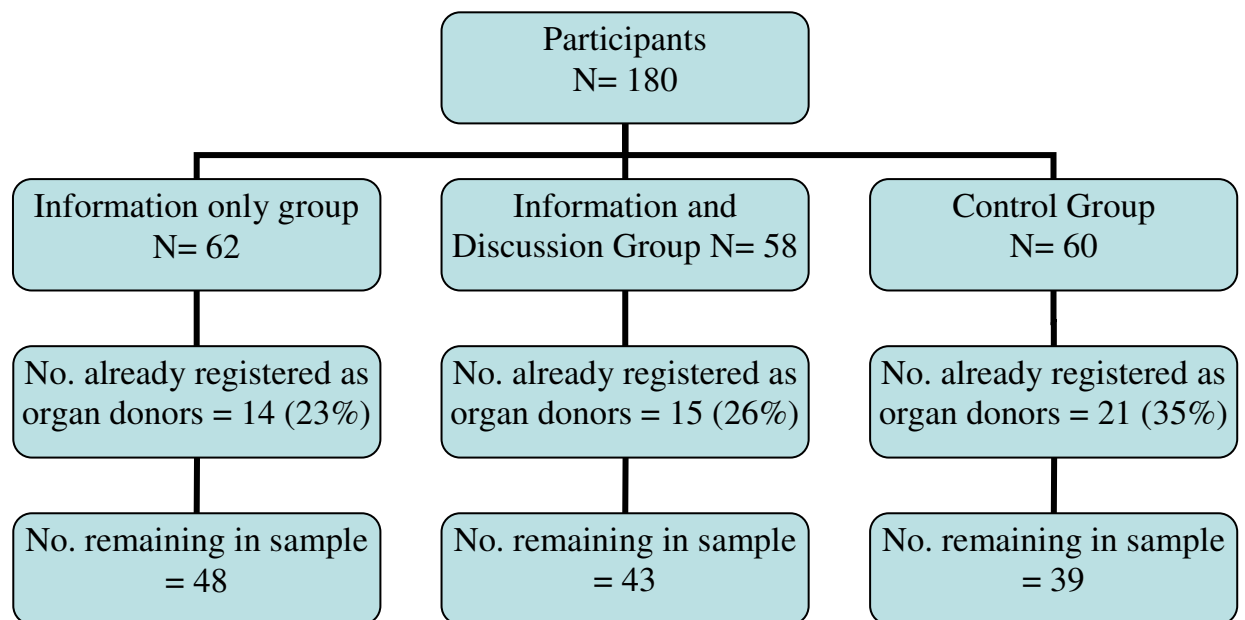 Participants
N= 180
Information only group
N= 62
Information and
Discussion Group N= 58
Control Group
N= 60
No. already registered as
organ donors = 14 (23%)
No. already registered as
organ donors = 15 (26%)
No. already registered as
organ donors = 21 (35%)
No. remaining in sample
= 48
No. remaining in sample
= 43
No. remaining in sample
= 39